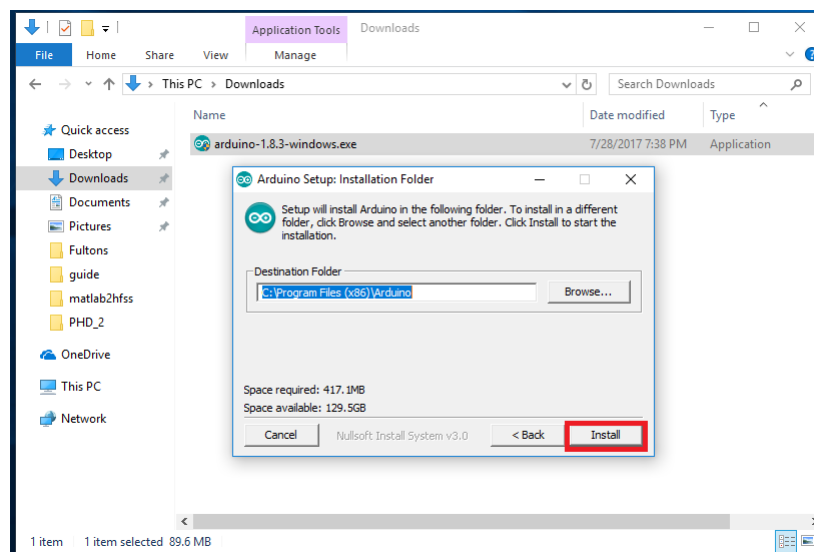 Application Tools Downloads
File Home Share View Manage
This PC > Downloads Search Downloads
Name Date modified Type
Quick access
arduino-1.8.3-windows.exe 7/28/2017 7:38 PM Application
Desktop
Downloads
Documents
Pictures
Fultons
guide
matlab2hfss
PHD_2
OneDrive
This PC
Network
Arduino Setup: Installation Folder
Setup will install Arduino in the following folder. To install in a different
folder, click Browse and select another folder. Click Install to start the
installation.
Destination Folder
C:\Program Files (x86)\Arduino Browse...
Space required: 417.1MB
Space available: 129.5GB
Cancel Nullsoft Install System v3.0 < Back Install
1 item 1 item selected 89.6 MB